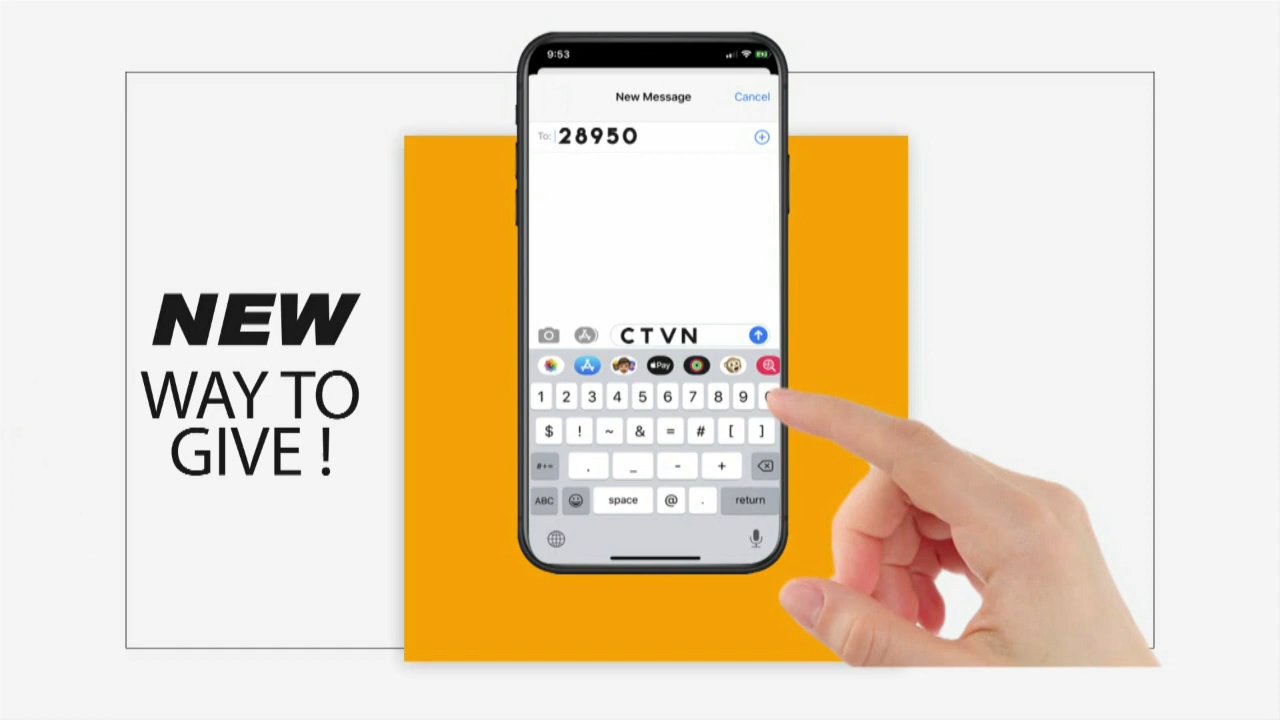 9:53
New Message
Cancel
To: 28950
CTVN
Pay
1 2 3 4 5 6 7 8 9
$ ! ~ & = # [ ]
#+= . _ - +
ABC space @ . return
NEW
WAY TO
GIVE !